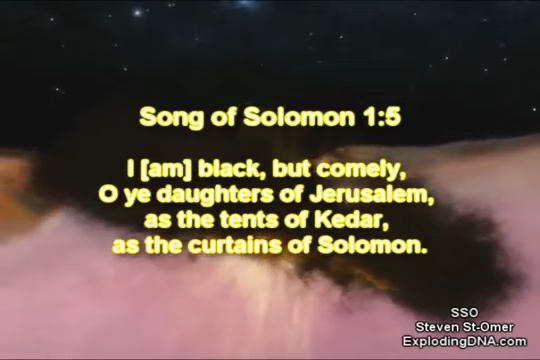 Song of Solomon 1:5
I [am] black, but comely,
O ye daughters of Jerusalem,
as the tents of Kedar,
as the curtains of Solomon.
SSO
Steven St-Omer
ExplodingDNA.com